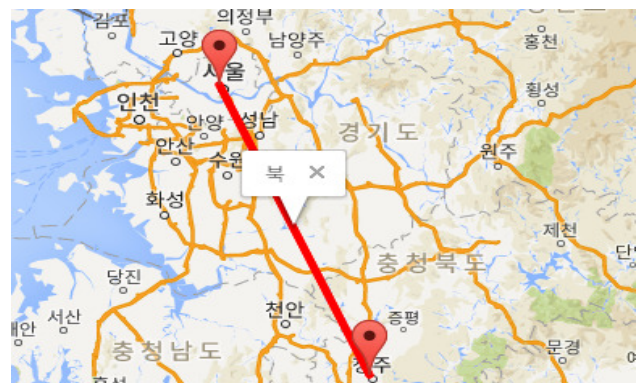 김포
의정부
고양
남양주
홍천
서울
횡성
인천
안양
성남
경기도
안산
수원
원주
북 ×
화성
제천
충청북도
당진
서산
천안
증평
문경
충청남도
청주